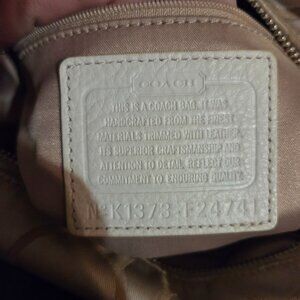 COACH
THIS IS A COACH BAG. IT WAS
HANDCRAFTED FROM THE FINEST
MATERIALS TRIMMED WITH LEATHER.
ITS SUPERIOR CRAFTSMANSHIP AND
ATTENTION TO DETAIL REFLECT OUR
COMMITMENT TO ENDURING QUALITY.
Nº K1373-F24741